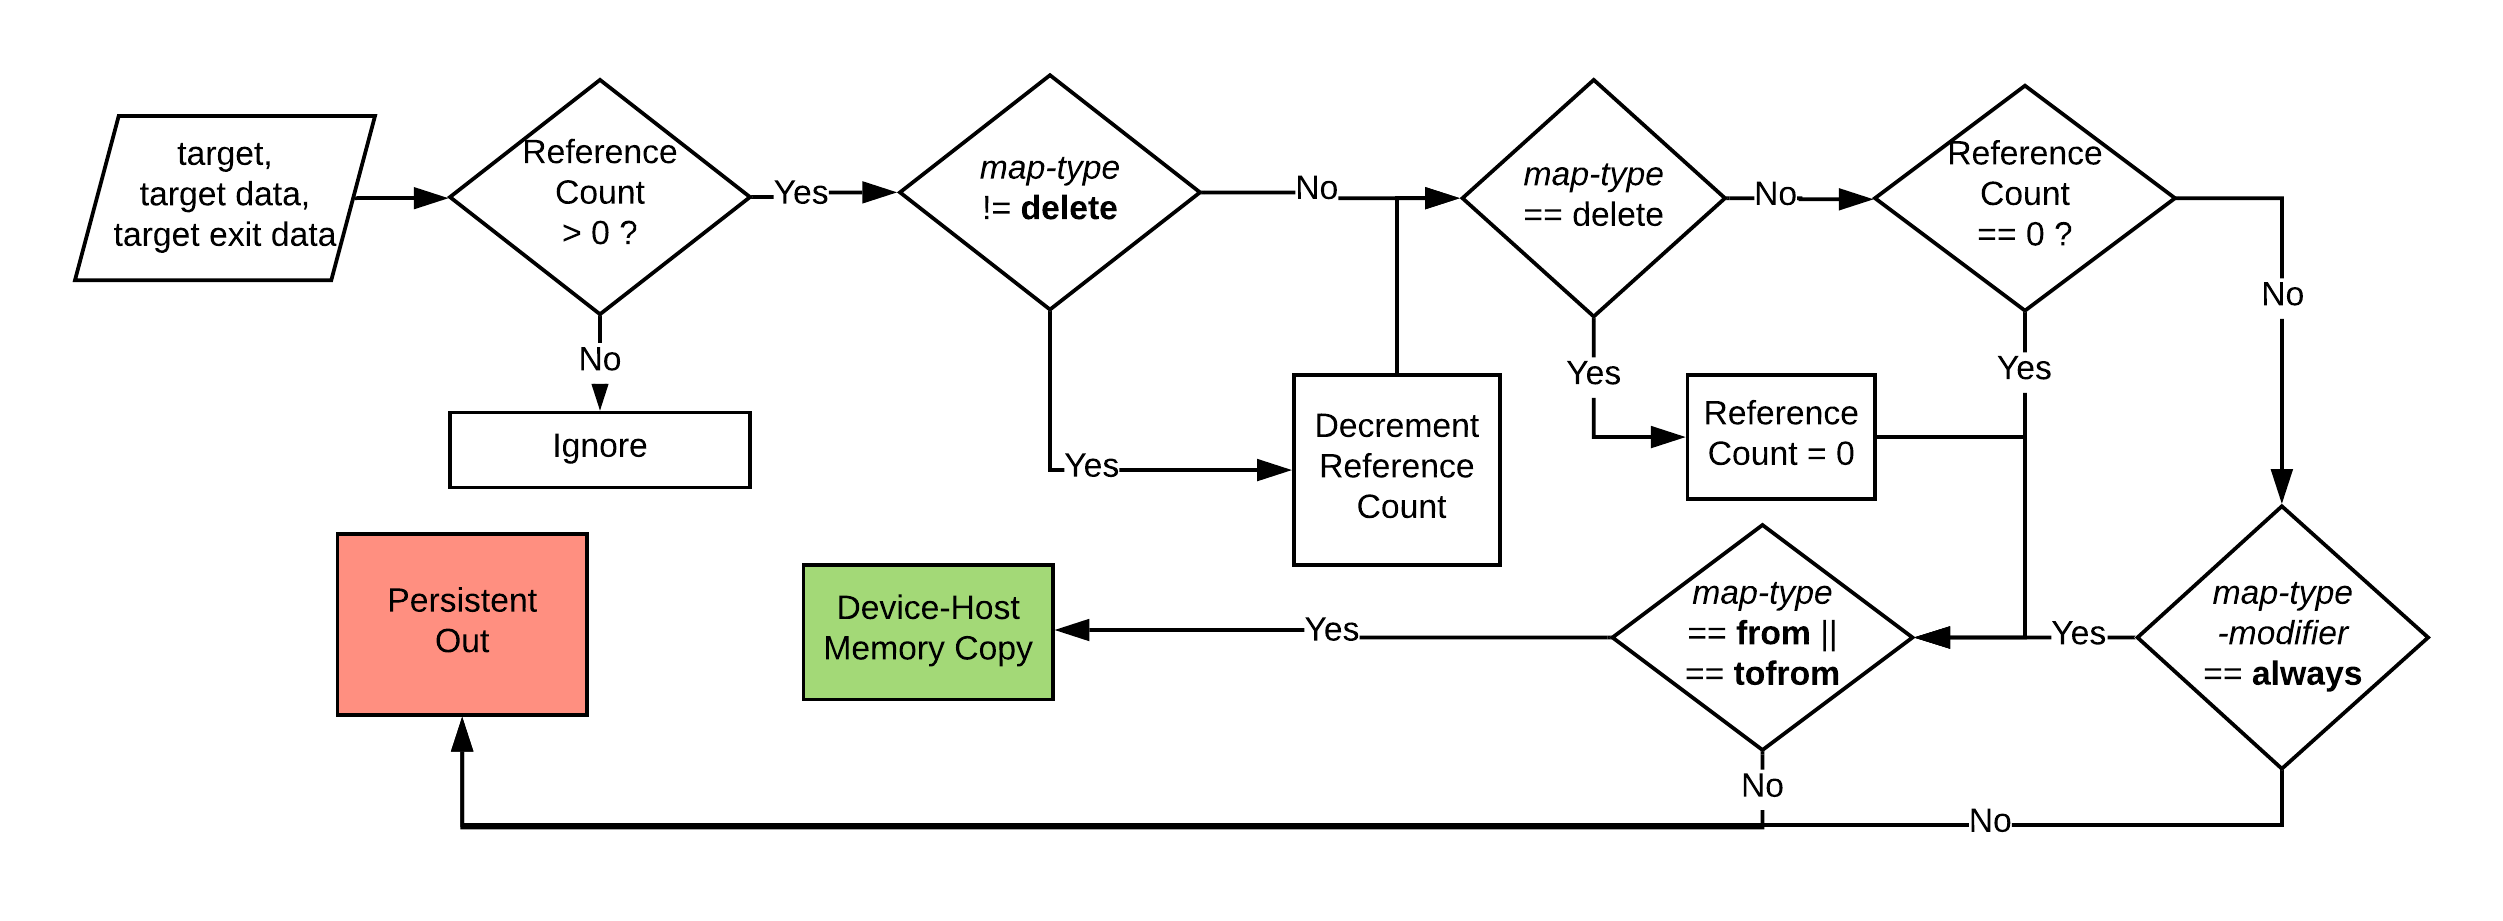 target,
target data,
target exit data
Reference
Count
> 0 ?
Yes
No
Ignore
map-type
!= delete
No
Yes
Decrement
Reference
Count
map-type
== delete
No
Yes
Reference
Count = 0
Reference
Count
== 0 ?
No
Yes
map-type
-modifier
== always
Yes
No
map-type
== from ||
== tofrom
Yes
No
Device-Host
Memory Copy
Persistent
Out